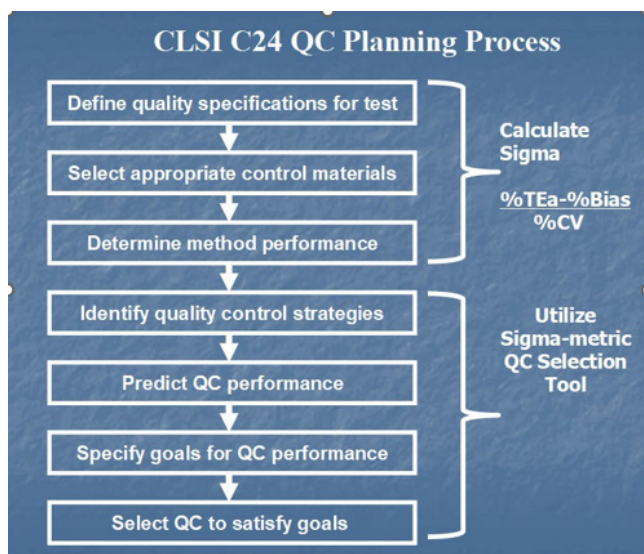 CLSI C24 QC Planning Process
Define quality specifications for test
Select appropriate control materials
Determine method performance
Calculate
Sigma
%TEa-%Bias
%CV
Identify quality control strategies
Predict QC performance
Specify goals for QC performance
Select QC to satisfy goals
Utilize
Sigma-metric
QC Selection
Tool